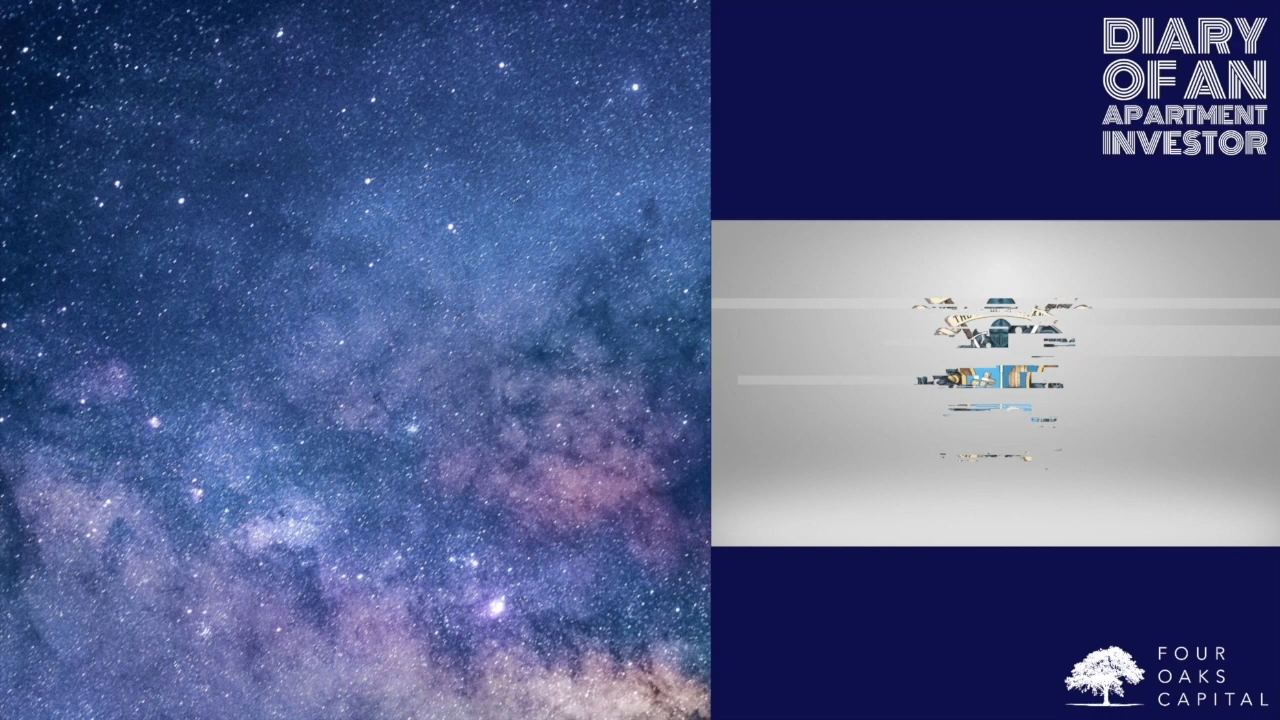 DIARY
OF AN
APARTMENT
INVESTOR
FOUR
OAKS
CAPITAL